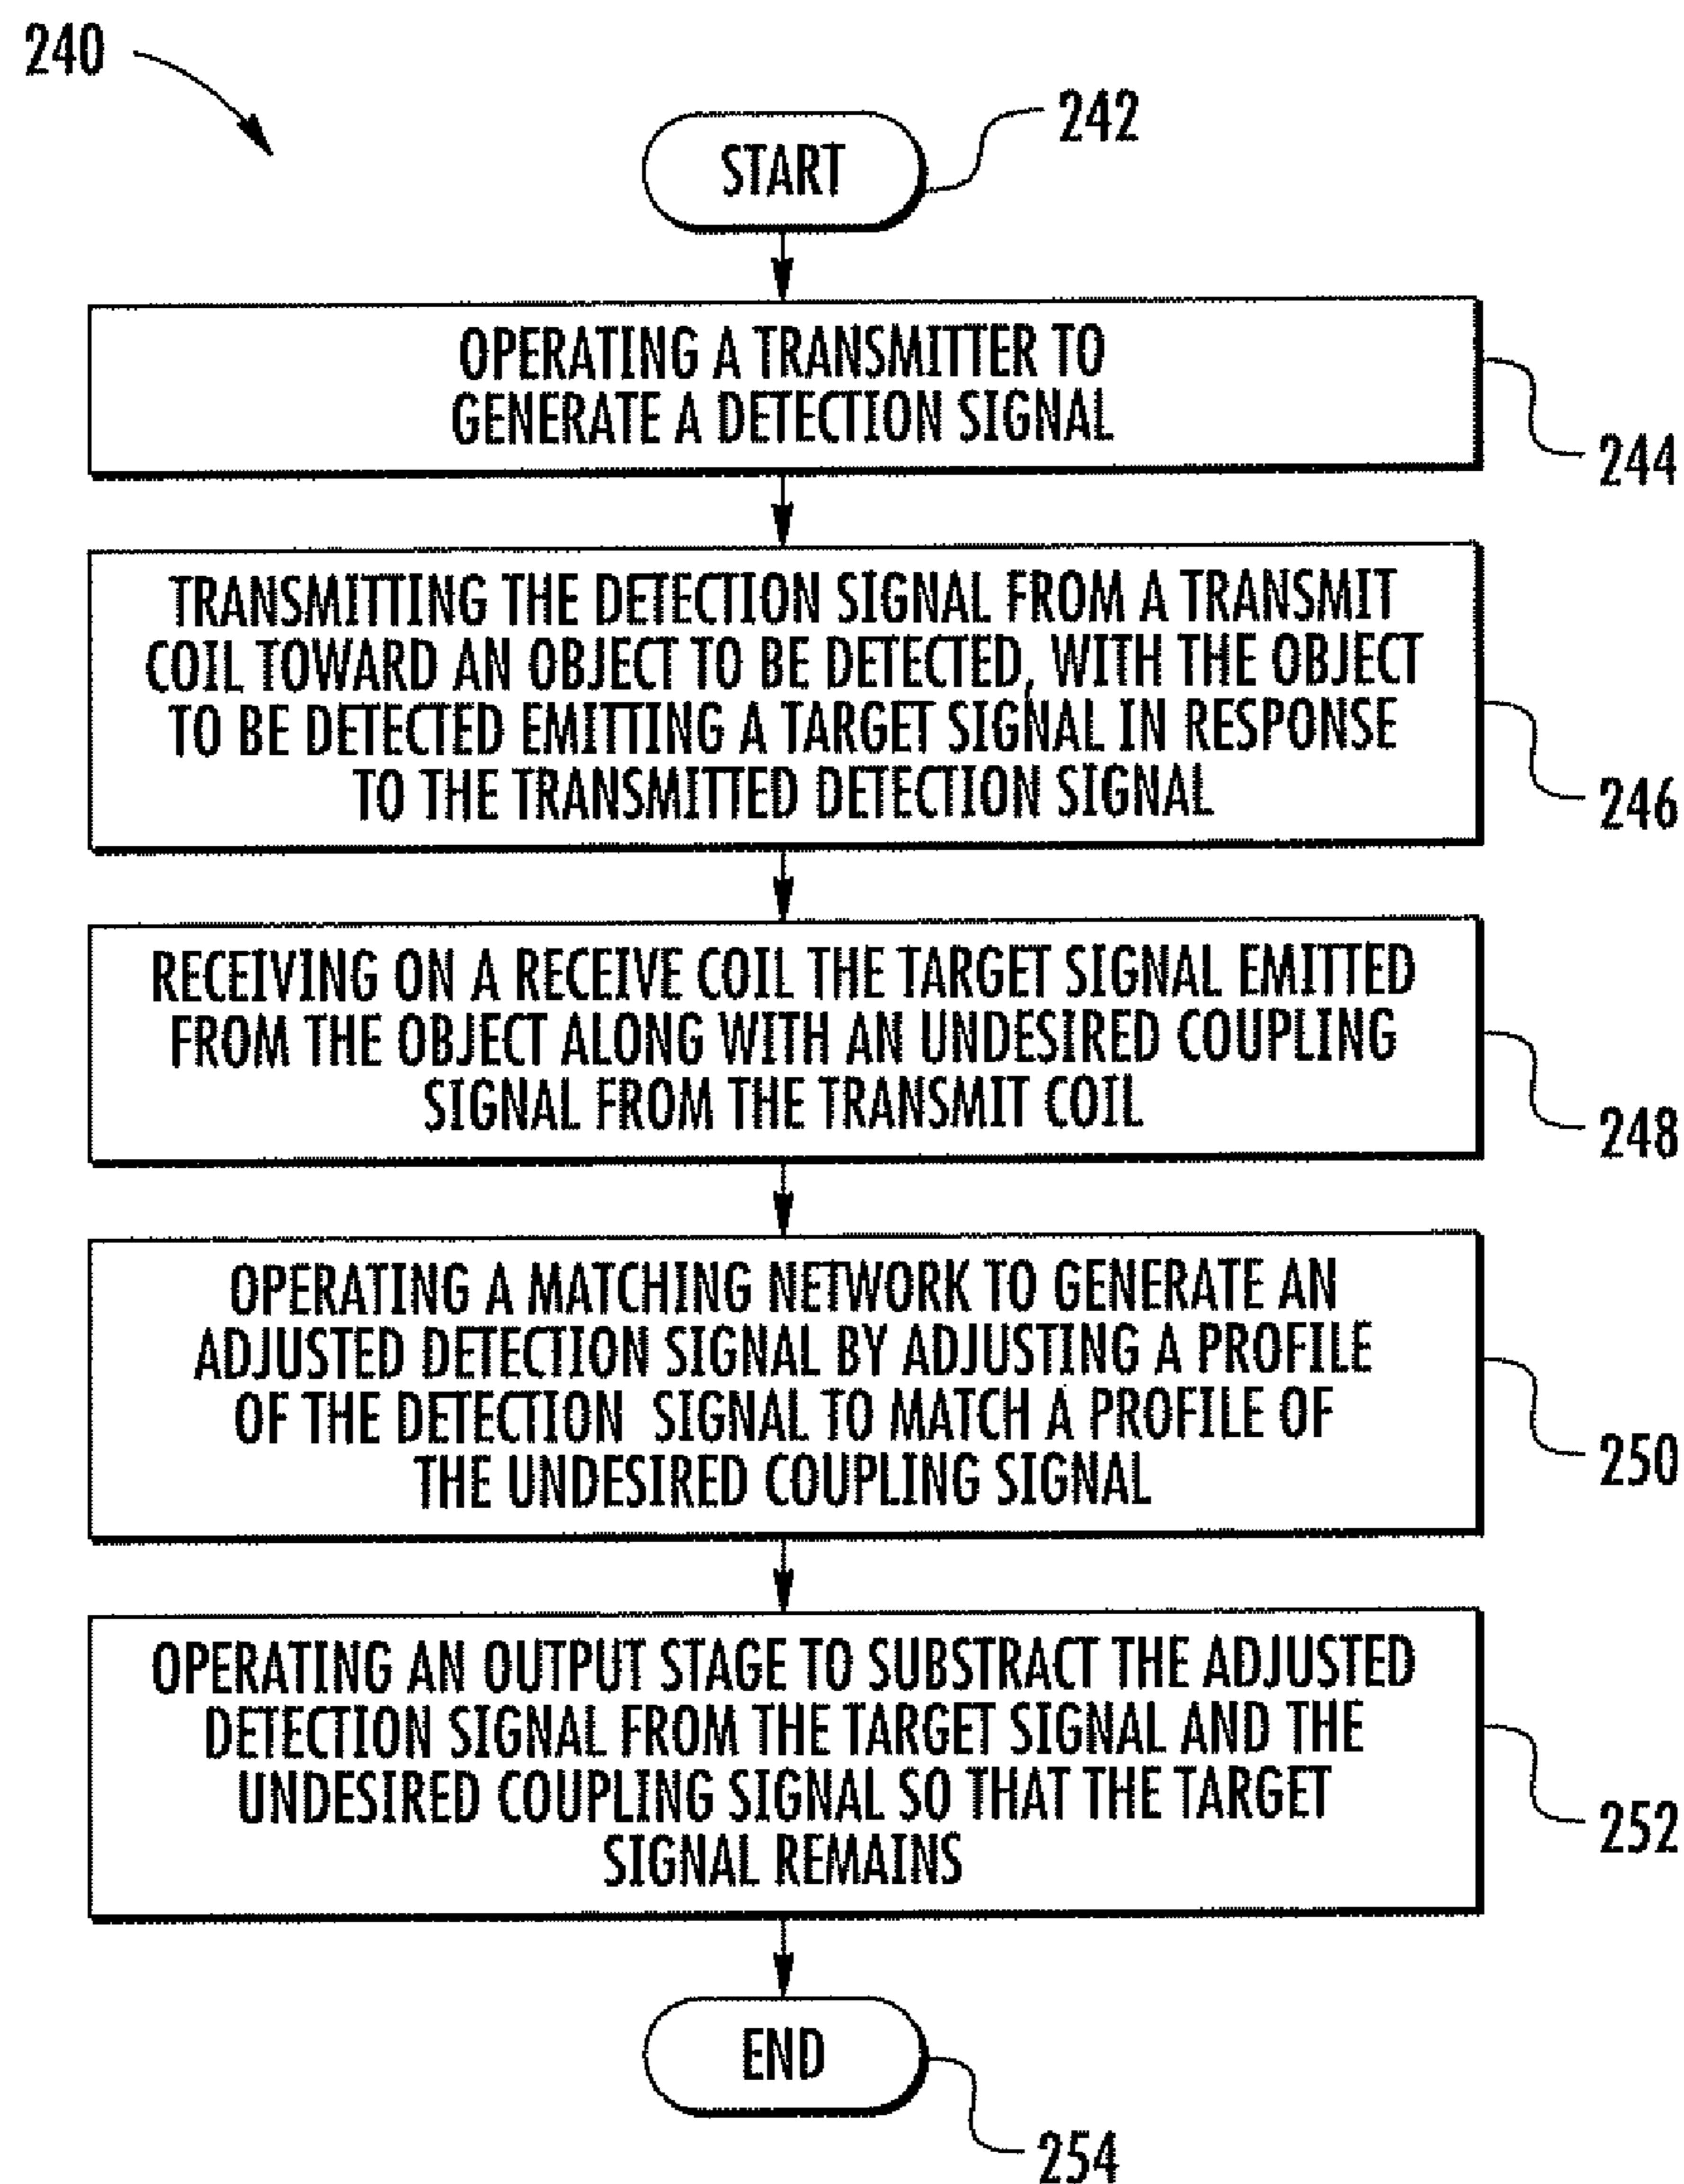 240
START
242
OPERATING A TRANSMITTER TO
GENERATE A DETECTION SIGNAL
244
TRANSMITTING THE DETECTION SIGNAL FROM A TRANSMIT
COIL TOWARD AN OBJECT TO BE DETECTED, WITH THE OBJECT
TO BE DETECTED EMITTING A TARGET SIGNAL IN RESPONSE
TO THE TRANSMITTED DETECTION SIGNAL
246
RECEIVING ON A RECEIVE COIL THE TARGET SIGNAL EMITTED
FROM THE OBJECT ALONG WITH AN UNDESIRED COUPLING
SIGNAL FROM THE TRANSMIT COIL
248
OPERATING A MATCHING NETWORK TO GENERATE AN
ADJUSTED DETECTION SIGNAL BY ADJUSTING A PROFILE
OF THE DETECTION SIGNAL TO MATCH A PROFILE OF
THE UNDESIRED COUPLING SIGNAL
250
OPERATING AN OUTPUT STAGE TO SUBSTRACT THE ADJUSTED
DETECTION SIGNAL FROM THE TARGET SIGNAL AND THE
UNDESIRED COUPLING SIGNAL SO THAT THE TARGET
SIGNAL REMAINS
252
END
254